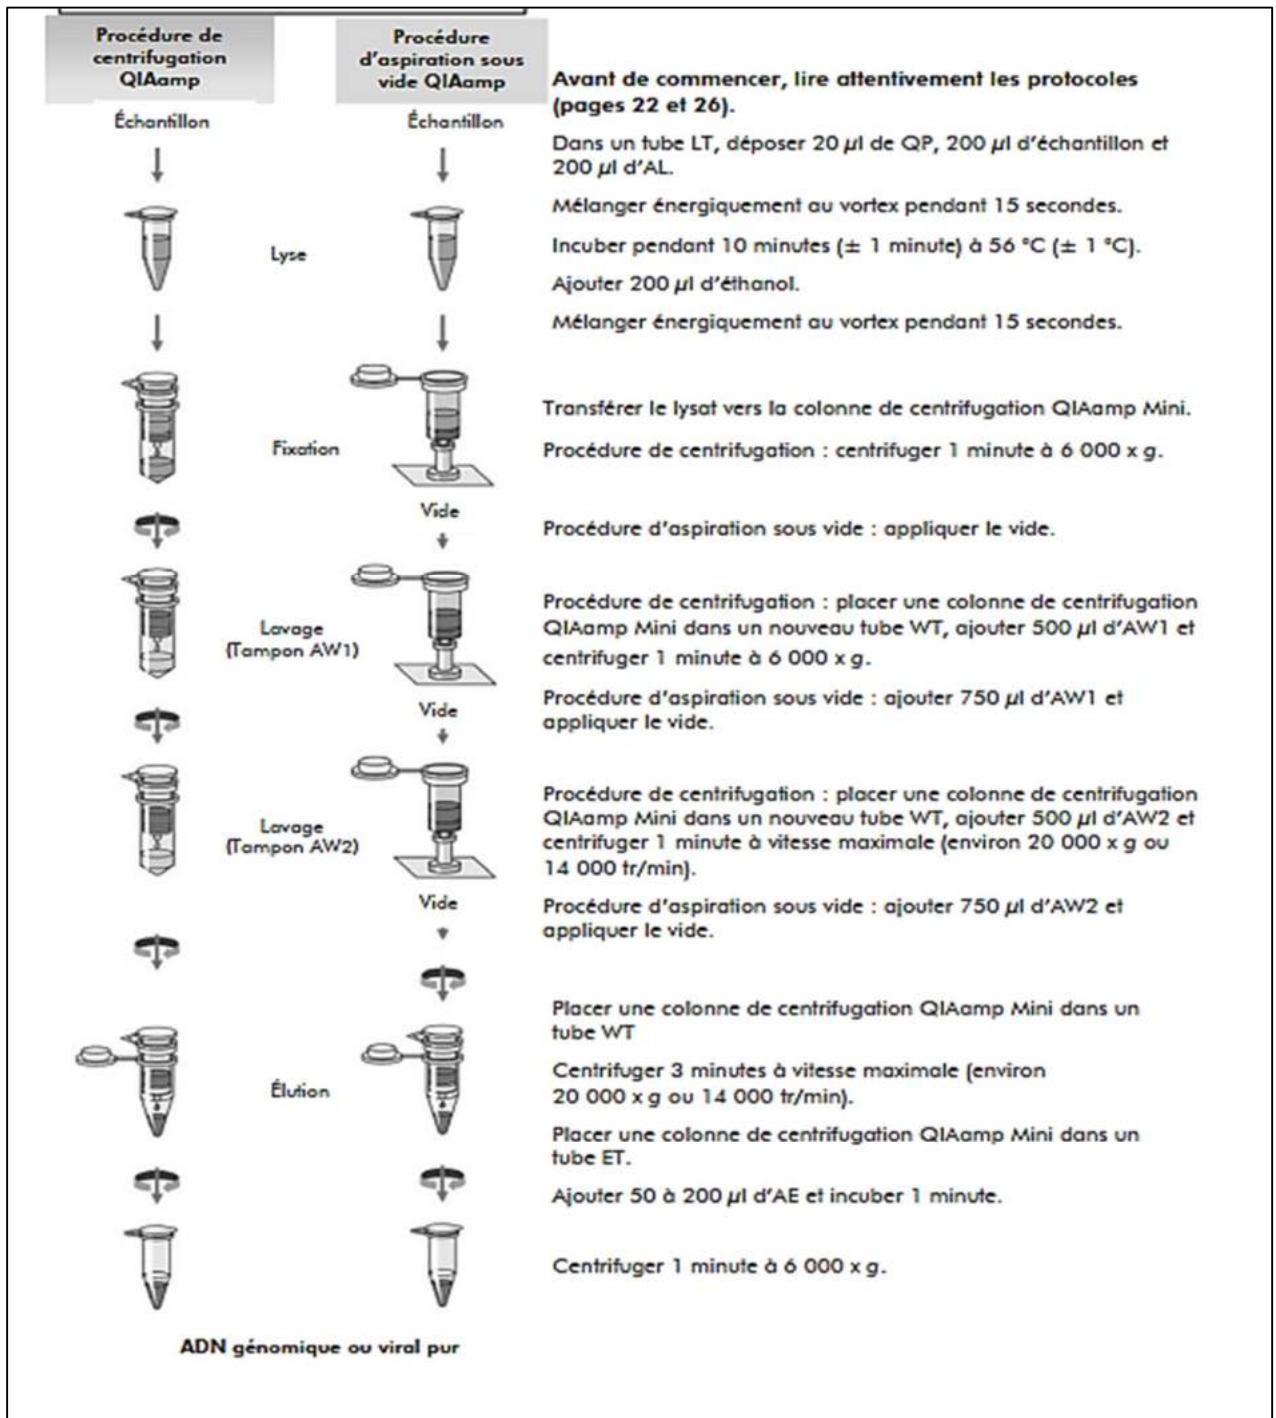 Procédure de
centrifugation
QIAamp
Procédure
d'aspiration sous
vide QIAamp
Échantillon
Échantillon
Lyse
Fixation
Vide
Lavage
(Tampon AW1)
Vide
Lavage
(Tampon AW2)
Vide
Élution
ADN génomique ou viral pur
Avant de commencer, lire attentivement les protocoles
(pages 22 et 26).
Dans un tube LT, déposer 20 µl de QP, 200 µl d'échantillon et
200 µl d'AL.
Mélanger énergiquement au vortex pendant 15 secondes.
Incuber pendant 10 minutes (± 1 minute) à 56 °C (± 1 °C).
Ajouter 200 µl d'éthanol.
Mélanger énergiquement au vortex pendant 15 secondes.
Transférer le lysat vers la colonne de centrifugation QIAamp Mini.
Procédure de centrifugation : centrifuger 1 minute à 6 000 x g.
Procédure d'aspiration sous vide : appliquer le vide.
Procédure de centrifugation : placer une colonne de centrifugation
QIAamp Mini dans un nouveau tube WT, ajouter 500 µl d'AW1 et
centrifuger 1 minute à 6 000 x g.
Procédure d'aspiration sous vide : ajouter 750 µl d'AW1 et
appliquer le vide.
Procédure de centrifugation : placer une colonne de centrifugation
QIAamp Mini dans un nouveau tube WT, ajouter 500 µl d'AW2 et
centrifuger 1 minute à vitesse maximale (environ 20 000 x g ou
14 000 tr/min).
Procédure d'aspiration sous vide : ajouter 750 µl d'AW2 et
appliquer le vide.
Placer une colonne de centrifugation QIAamp Mini dans un
tube WT
Centrifuger 3 minutes à vitesse maximale (environ
20 000 x g ou 14 000 tr/min).
Placer une colonne de centrifugation QIAamp Mini dans un
tube ET.
Ajouter 50 à 200 µl d'AE et incuber 1 minute.
Centrifuger 1 minute à 6 000 x g.